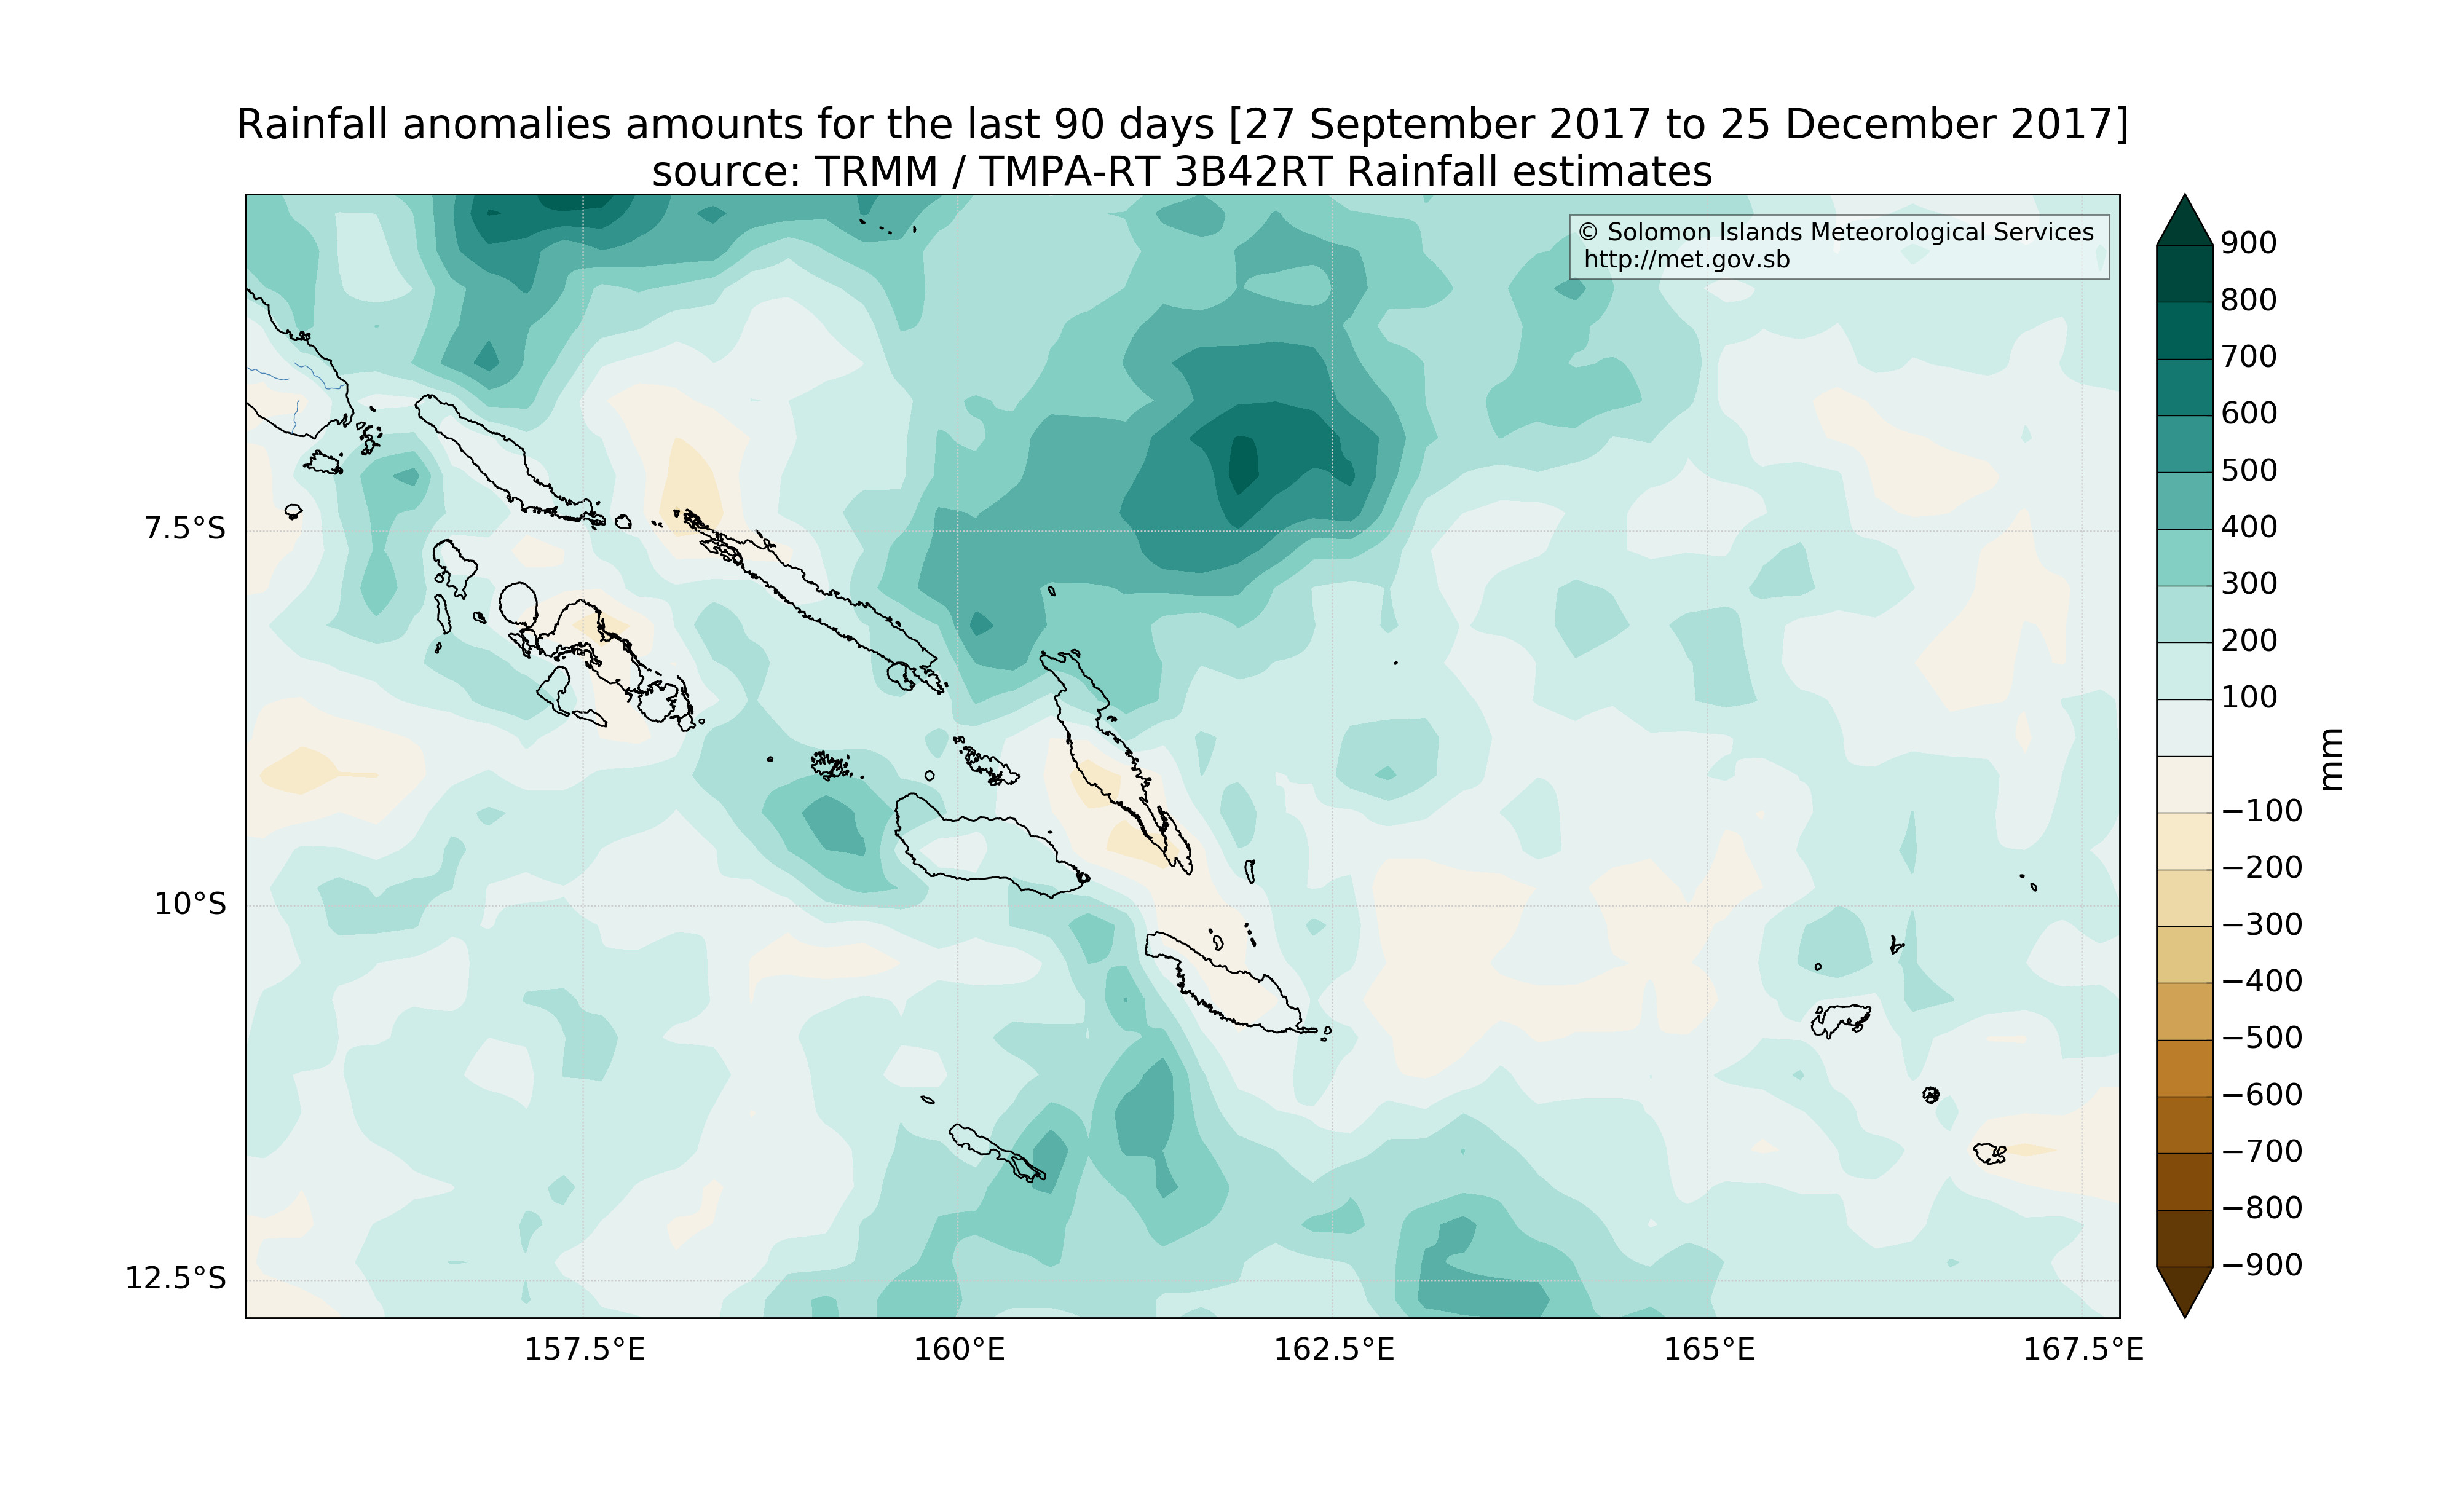 Rainfall anomalies amounts for the last 90 days [27 September 2017 to 25 December 2017]
source: TRMM / TMPA-RT 3B42RT Rainfall estimates
© Solomon Islands Meteorological Services
http://met.gov.sb
7.5°S
10°S
12.5°S
157.5°E
160°E
162.5°E
165°E
167.5°E
900
800
700
600
500
400
300
200
100
−100
−200
−300
−400
−500
−600
−700
−800
−900
mm